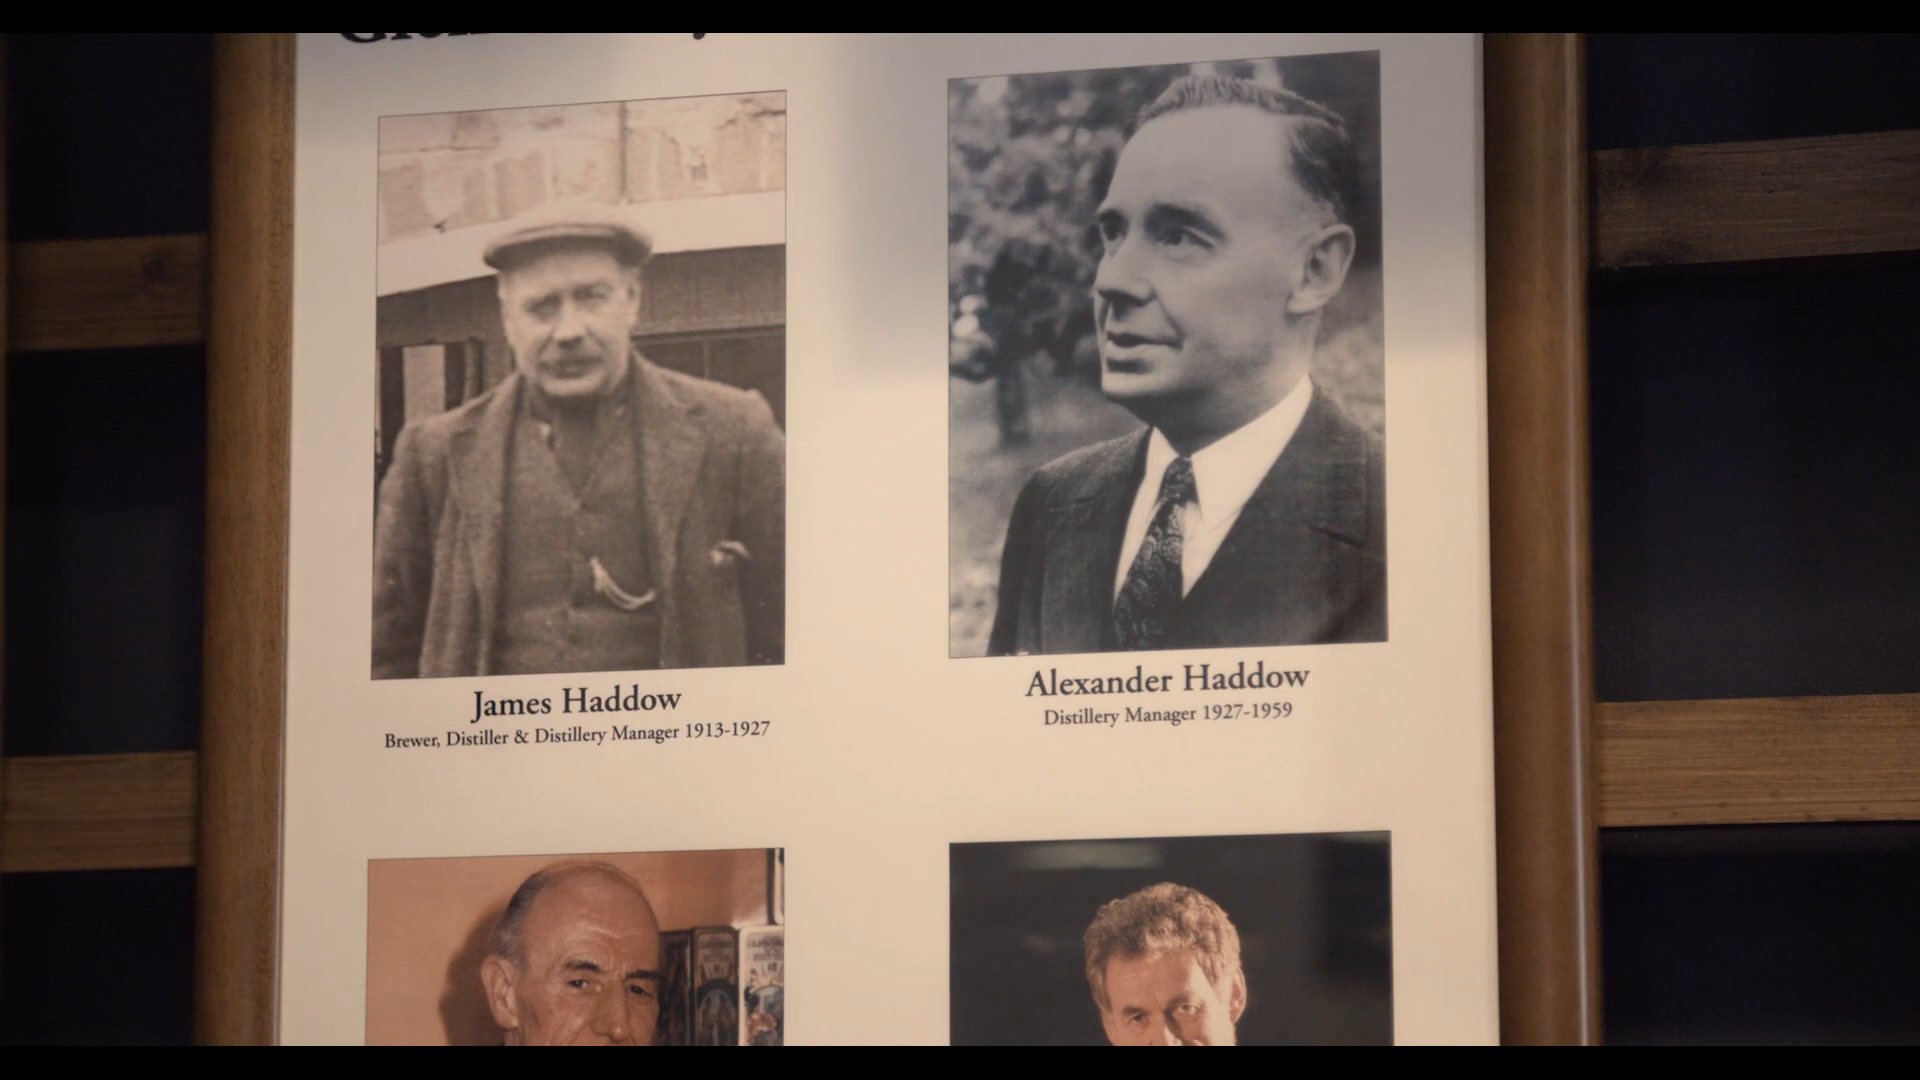 James Haddow
Brewer, Distiller & Distillery Manager 1913-1927
Alexander Haddow
Distillery Manager 1927-1959